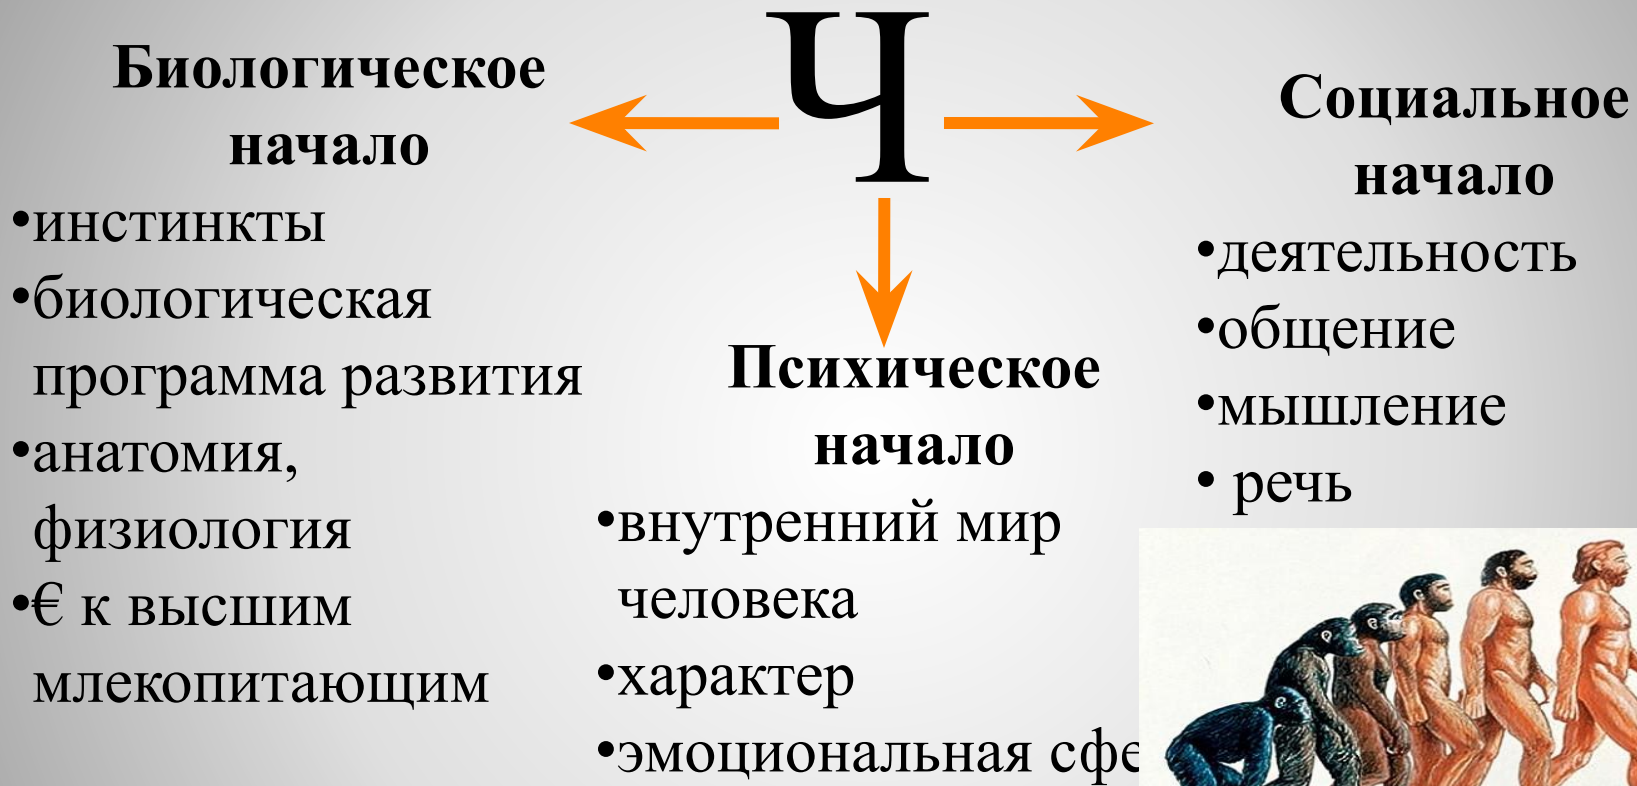 Ч
Биологическое
начало
•инстинкты
•биологическая
программа развития
•анатомия,
физиология
•€ к высшим
млекопитающим
Психическое
начало
•внутренний мир
человека
•характер
•эмоциональная сфе
Социальное
начало
•деятельность
•общение
•мышление
• речь